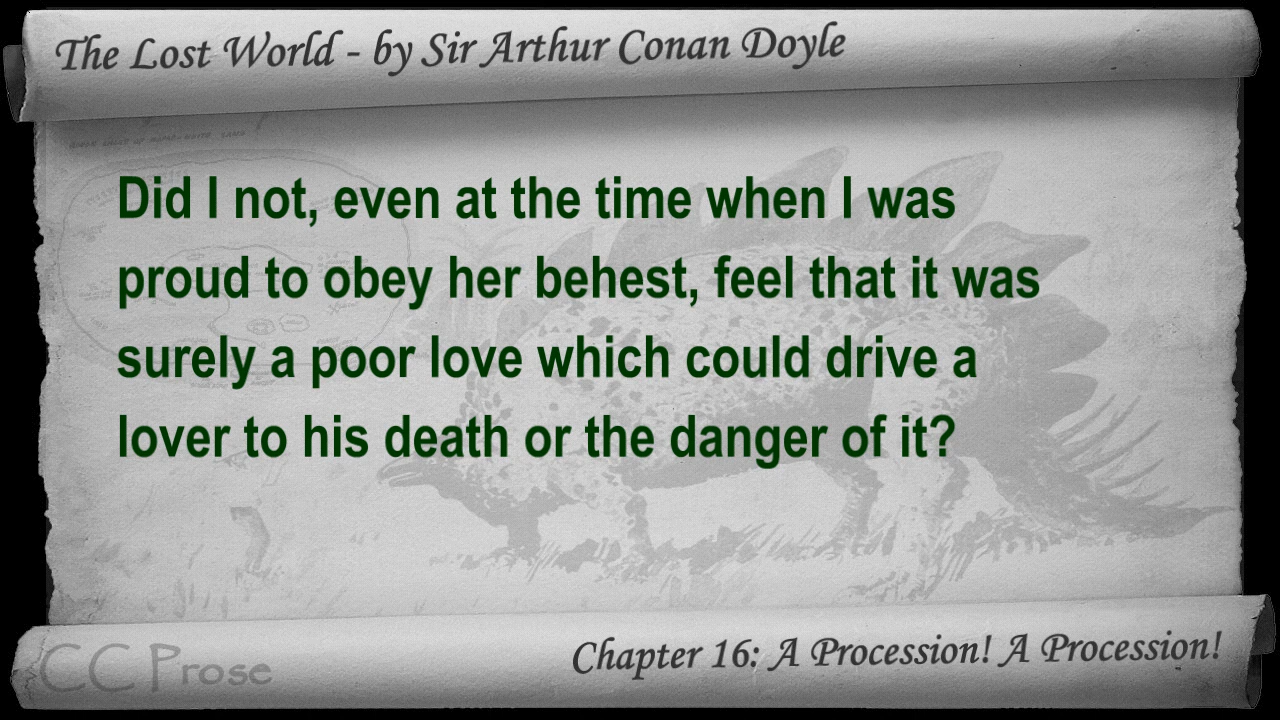 The Lost World - by Sir Arthur Conan Doyle
Did I not, even at the time when I was
proud to obey her behest, feel that it was
surely a poor love which could drive a
lover to his death or the danger of it?
Chapter 16: A Procession! A Procession!
CC Prose